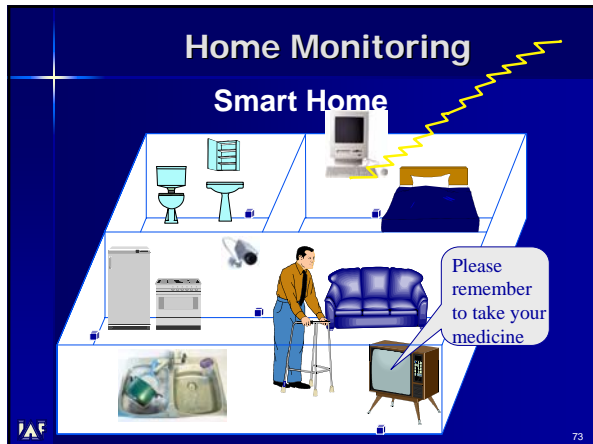 Home Monitoring
Smart Home
Please
remember
to take your
medicine
73